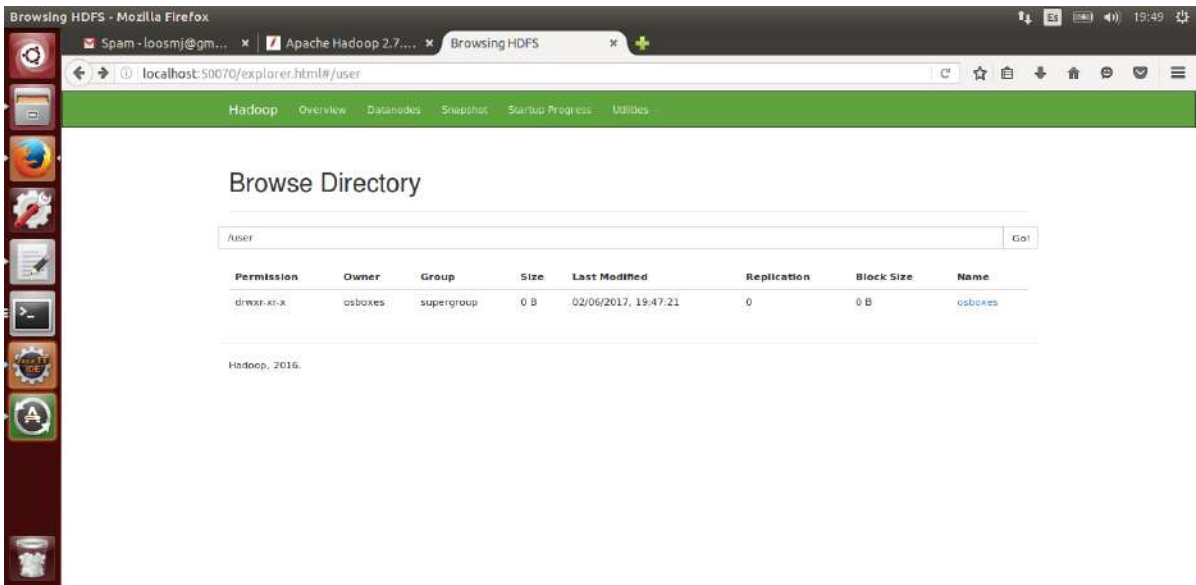 Browsing HDFS - Mozilla Firefox
Es
19:49
Spam - loosmj@gm...
Apache Hadoop 2.7....
Browsing HDFS
localhost:50070/explorer.html#/user
Hadoop Overview Datanodes Snapshot Startup Progress Utilities
Browse Directory
/user
Go!
Permission Owner Group Size Last Modified Replication Block Size Name
drwxr-xr-x osboxes supergroup 0 B 02/06/2017, 19:47:21 0 0 B osboxes
Hadoop, 2016.